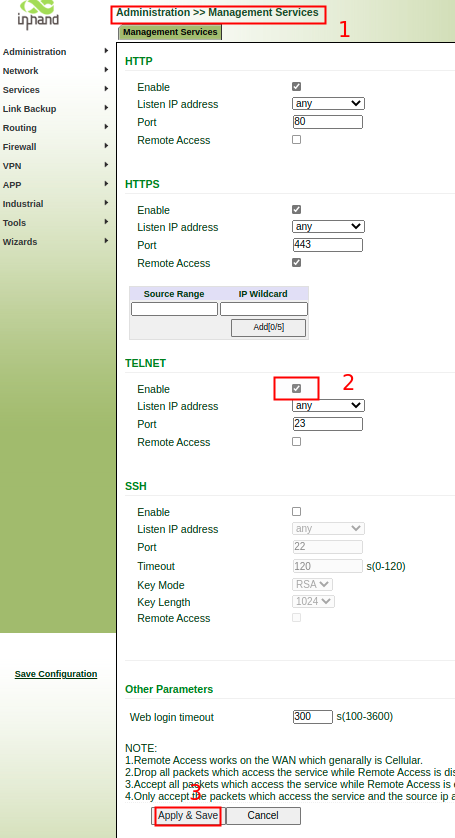 inhand
Administration >> Management Services
1
Management Services
Administration
Network
Services
Link Backup
Routing
Firewall
VPN
APP
Industrial
Tools
Wizards
Save Configuration
HTTP
Enable
Listen IP address any
Port 80
Remote Access
HTTPS
Enable
Listen IP address any
Port 443
Remote Access
Source Range IP Wildcard
Add[0/5]
TELNET
Enable 2
Listen IP address any
Port 23
Remote Access
SSH
Enable
Listen IP address any
Port 22
Timeout 120 s(0-120)
Key Mode RSA
Key Length 1024
Remote Access
Other Parameters
Web login timeout 300 s(100-3600)
NOTE:
1.Remote Access works on the WAN which genarally is Cellular.
2.Drop all packets which access the service while Remote Access is dis
3.Accept all packets which access the service while Remote Access is
4.Only accept the packets which access the service and the source ip a
3
Apply & Save Cancel